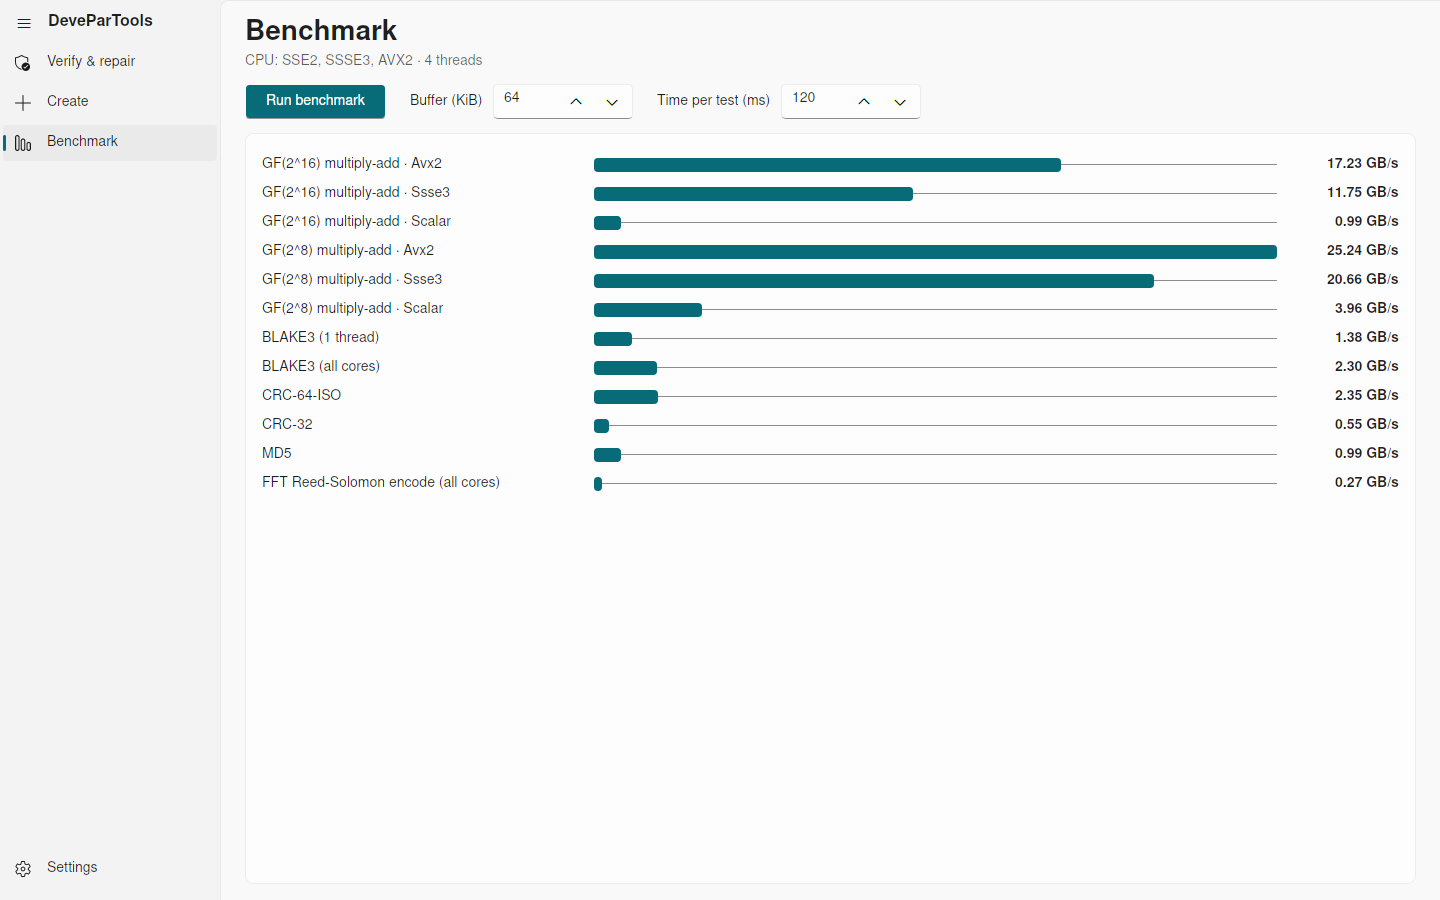 DeveParTools
Verify & repair
Create
Benchmark
Settings
Benchmark
CPU: SSE2, SSSE3, AVX2 · 4 threads
Run benchmark Buffer (KiB) 64 Time per test (ms) 120
GF(2^16) multiply-add · Avx2 17.23 GB/s
GF(2^16) multiply-add · Ssse3 11.75 GB/s
GF(2^16) multiply-add · Scalar 0.99 GB/s
GF(2^8) multiply-add · Avx2 25.24 GB/s
GF(2^8) multiply-add · Ssse3 20.66 GB/s
GF(2^8) multiply-add · Scalar 3.96 GB/s
BLAKE3 (1 thread) 1.38 GB/s
BLAKE3 (all cores) 2.30 GB/s
CRC-64-ISO 2.35 GB/s
CRC-32 0.55 GB/s
MD5 0.99 GB/s
FFT Reed-Solomon encode (all cores) 0.27 GB/s